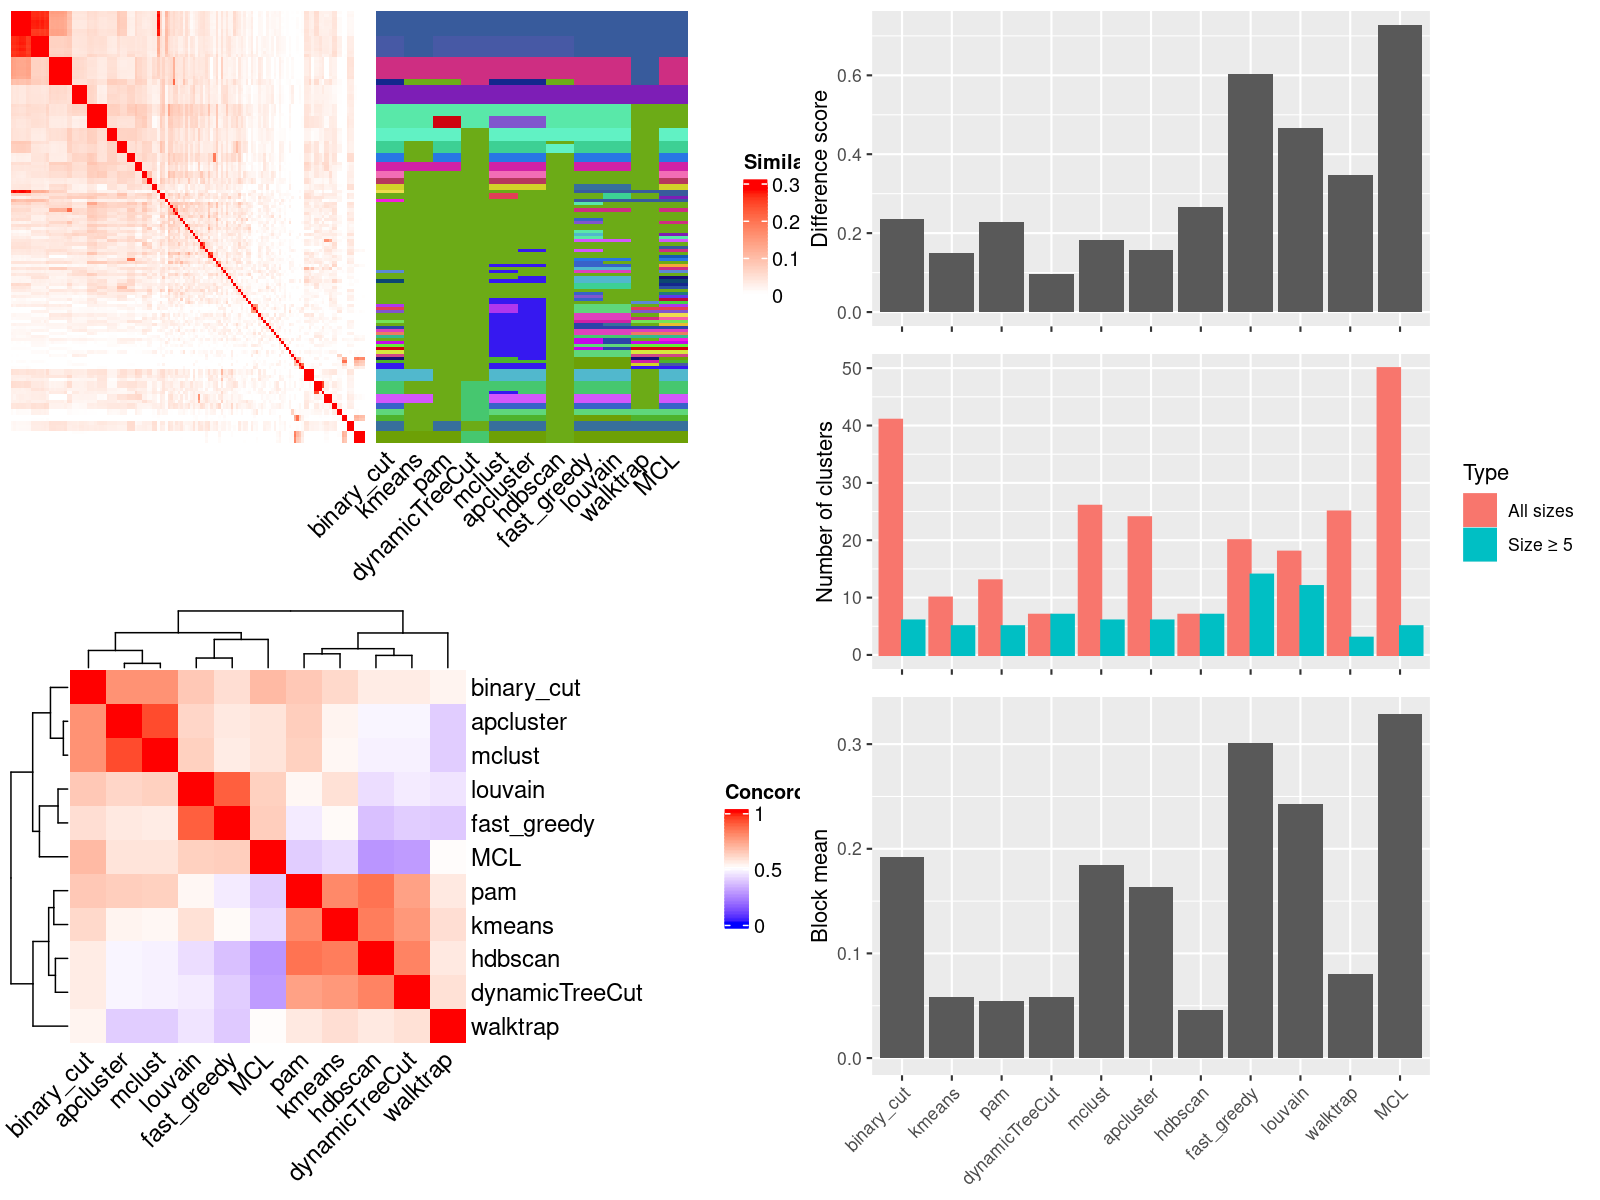 Simila
0.3
0.2
0.1
0
binary_cut
kmeans
pam
dynamicTreeCut
mclust
apcluster
hdbscan
fast_greedy
louvain
walktrap
MCL
binary_cut
apcluster
mclust
louvain
fast_greedy
MCL
pam
kmeans
hdbscan
dynamicTreeCut
walktrap
binary_cut
apcluster
mclust
louvain
fast_greedy
MCL
pam
kmeans
hdbscan
dynamicTreeCut
walktrap
Concord
1
0.5
0
Difference score
0.6
0.4
0.2
0.0
Number of clusters
50
40
30
20
10
0
Type
All sizes
Size ≥ 5
Block mean
0.3
0.2
0.1
0.0
binary_cut
kmeans
pam
dynamicTreeCut
mclust
apcluster
hdbscan
fast_greedy
louvain
walktrap
MCL